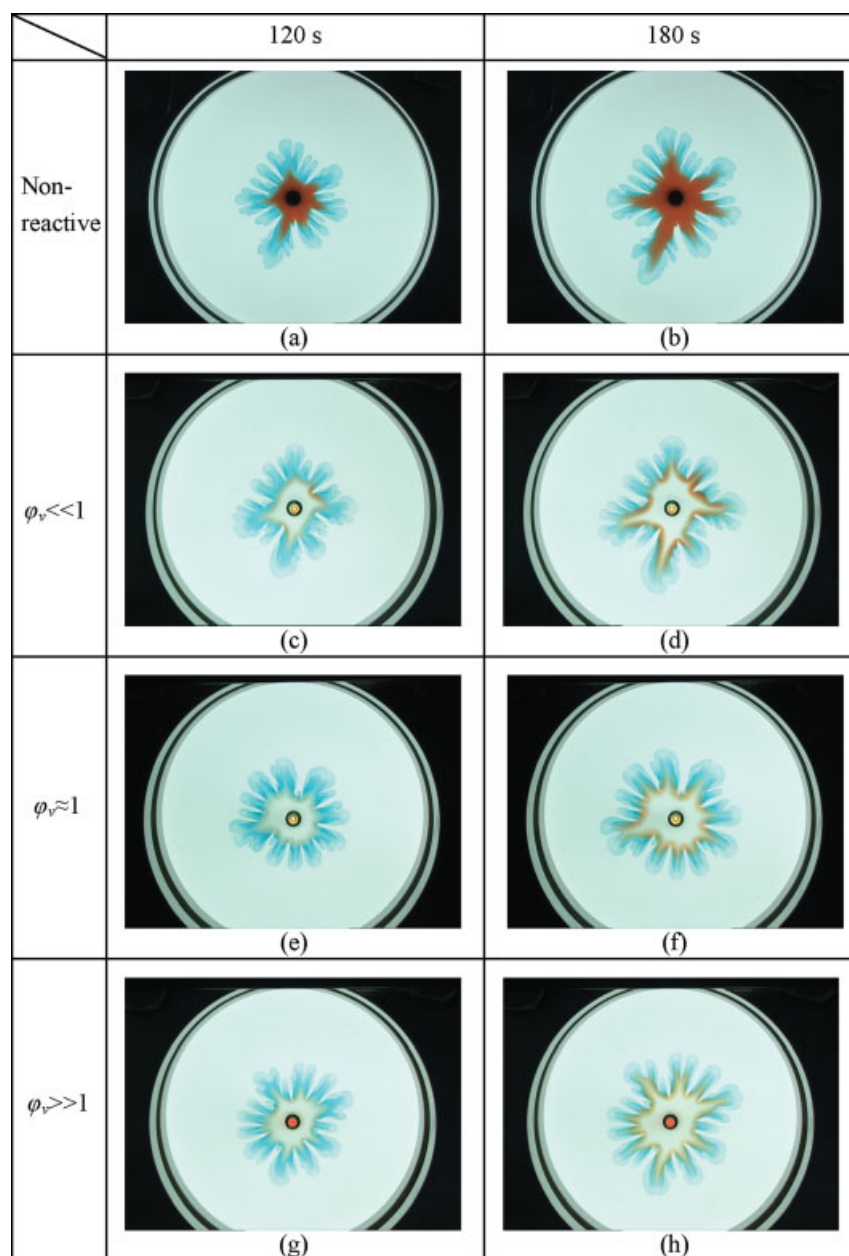 120 s
180 s
Non-
reactive
(a)
(b)
φv<<1
(c)
(d)
φv≈1
(e)
(f)
φv>>1
(g)
(h)